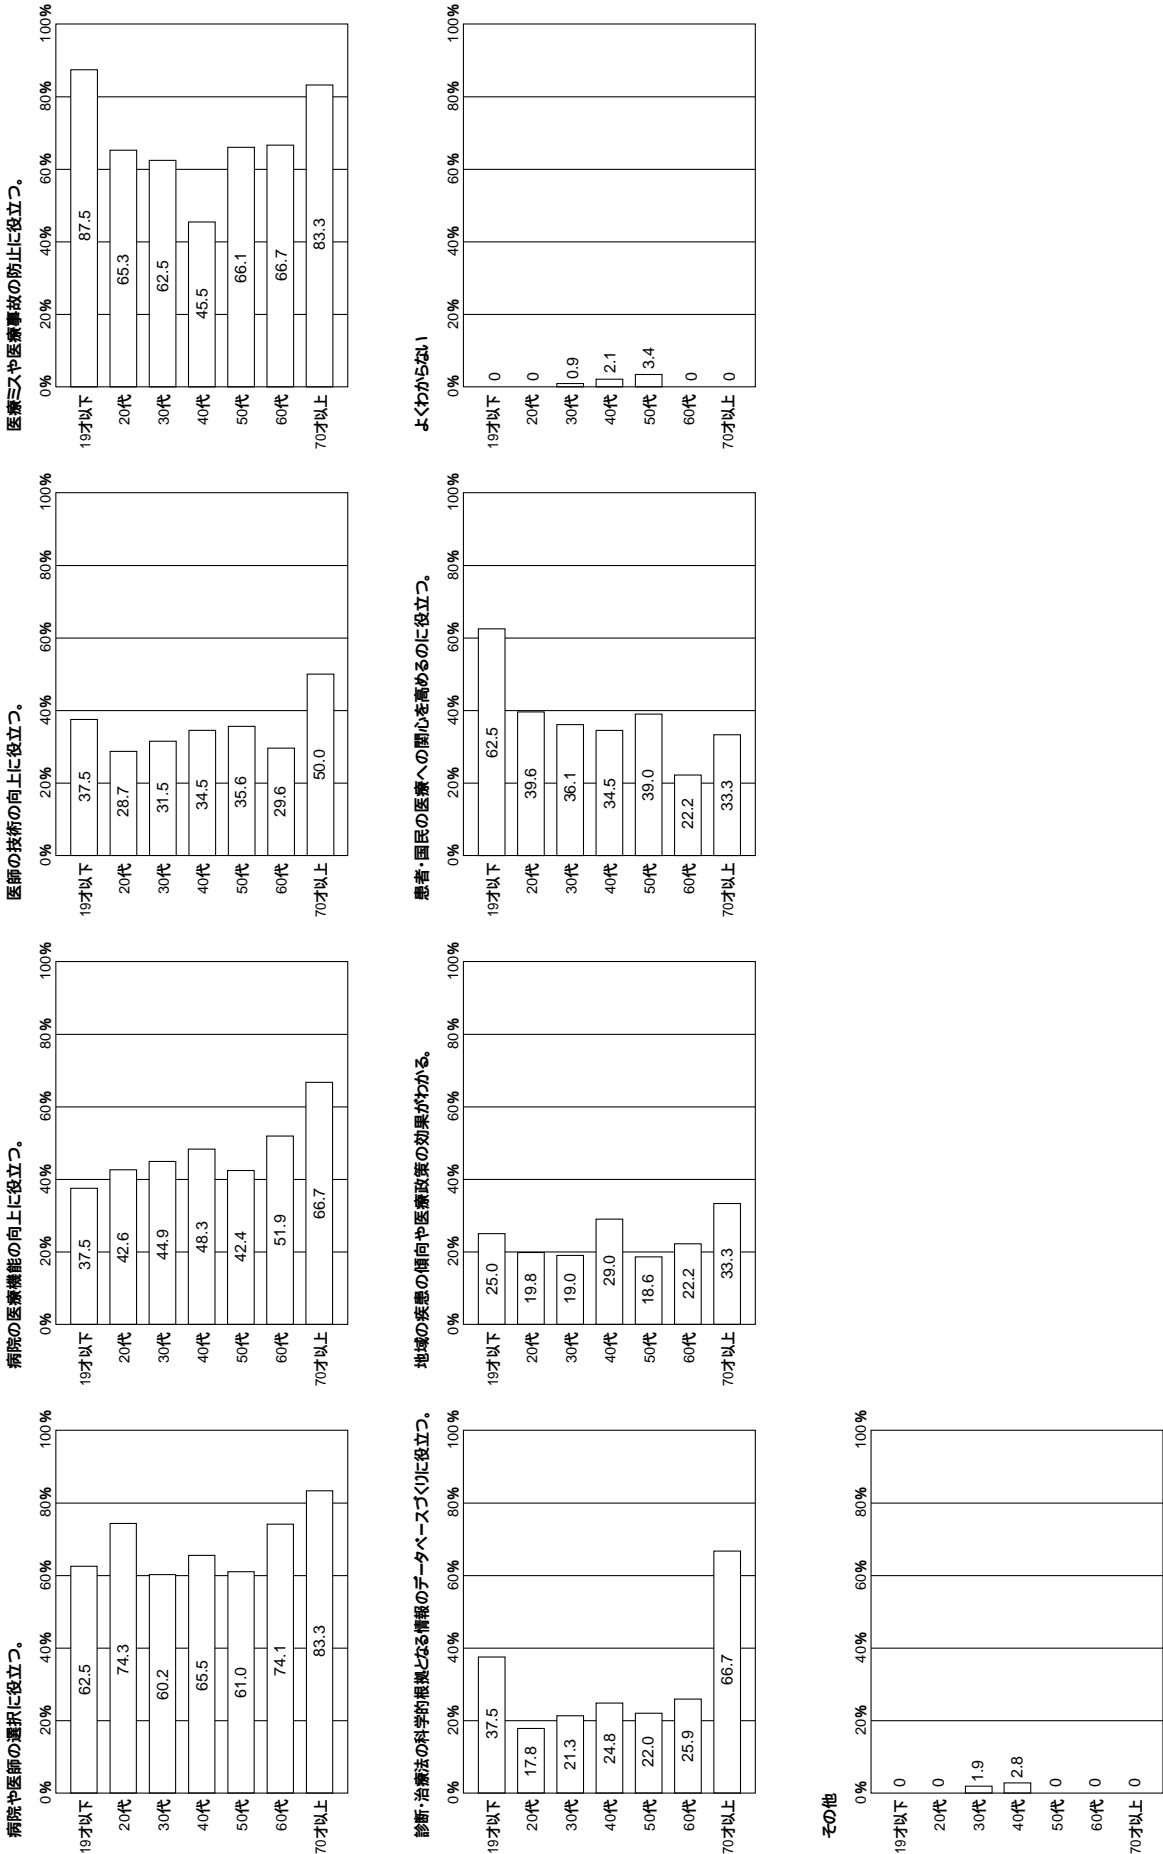 病院や医師の選択に役立つ。
0% 20% 40% 60% 80% 100%
19才以下 62.5
20代 74.3
30代 60.2
40代 65.5
50代 61.0
60代 74.1
70才以上 83.3
病院の医療機能の向上に役立つ。
0% 20% 40% 60% 80% 100%
19才以下 37.5
20代 42.6
30代 44.9
40代 48.3
50代 42.4
60代 51.9
70才以上 66.7
医師の技術の向上に役立つ。
0% 20% 40% 60% 80% 100%
19才以下 37.5
20代 28.7
30代 31.5
40代 34.5
50代 35.6
60代 29.6
70才以上 50.0
医療ミスや医療事故の防止に役立つ。
0% 20% 40% 60% 80% 100%
19才以下 87.5
20代 65.3
30代 62.5
40代 45.5
50代 66.1
60代 66.7
70才以上 83.3
診断・治療法の科学的根拠となる情報のデータベースづくりに役立つ。
0% 20% 40% 60% 80% 100%
19才以下 37.5
20代 17.8
30代 21.3
40代 24.8
50代 22.0
60代 25.9
70才以上 66.7
地域の疾患の傾向や医療政策の効果がわかる。
0% 20% 40% 60% 80% 100%
19才以下 25.0
20代 19.8
30代 19.0
40代 29.0
50代 18.6
60代 22.2
70才以上 33.3
患者・国民の医療への関心を高めるのに役立つ。
0% 20% 40% 60% 80% 100%
19才以下 62.5
20代 39.6
30代 36.1
40代 34.5
50代 39.0
60代 22.2
70才以上 33.3
よくわからない
0% 20% 40% 60% 80% 100%
19才以下 0
20代 0
30代 0.9
40代 2.1
50代 3.4
60代 0
70才以上 0
その他
0% 20% 40% 60% 80% 100%
19才以下 0
20代 0
30代 1.9
40代 2.8
50代 0
60代 0
70才以上 0